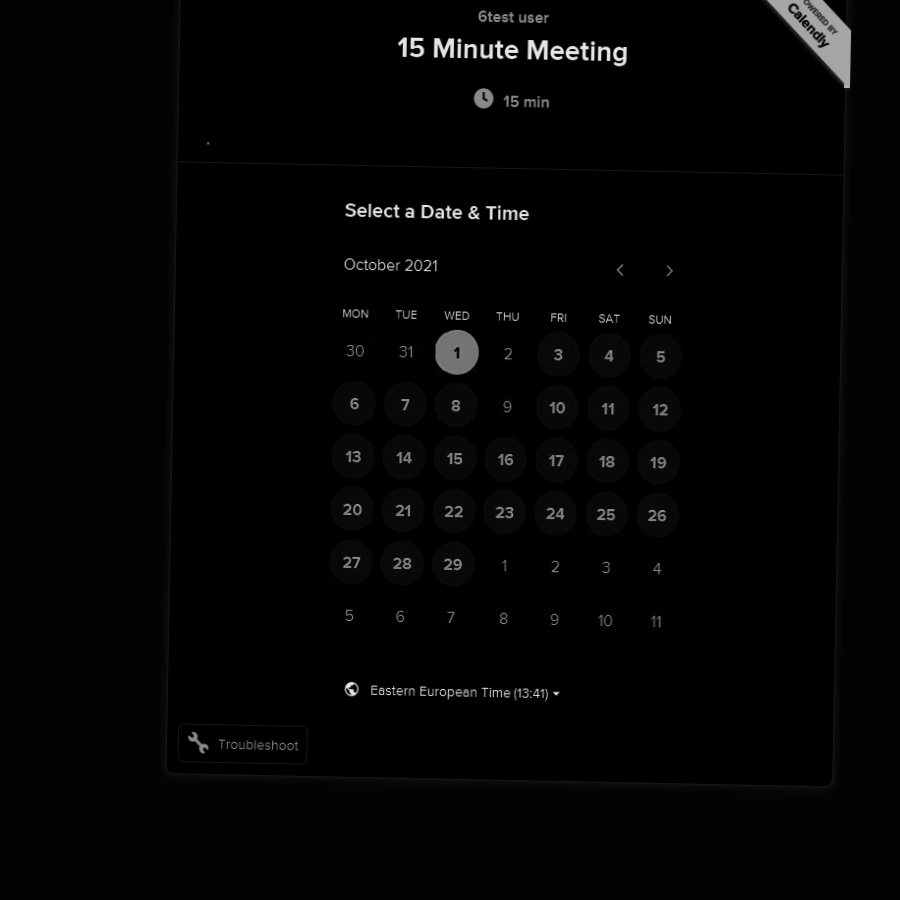 6test user
POWERED BY
Calendly
15 Minute Meeting
15 min
Select a Date & Time
October 2021
MON TUE WED THU FRI SAT SUN
30 31 1 2 3 4 5
6 7 8 9 10 11 12
13 14 15 16 17 18 19
20 21 22 23 24 25 26
27 28 29 1 2 3 4
5 6 7 8 9 10 11
Eastern European Time (13:41)
Troubleshoot